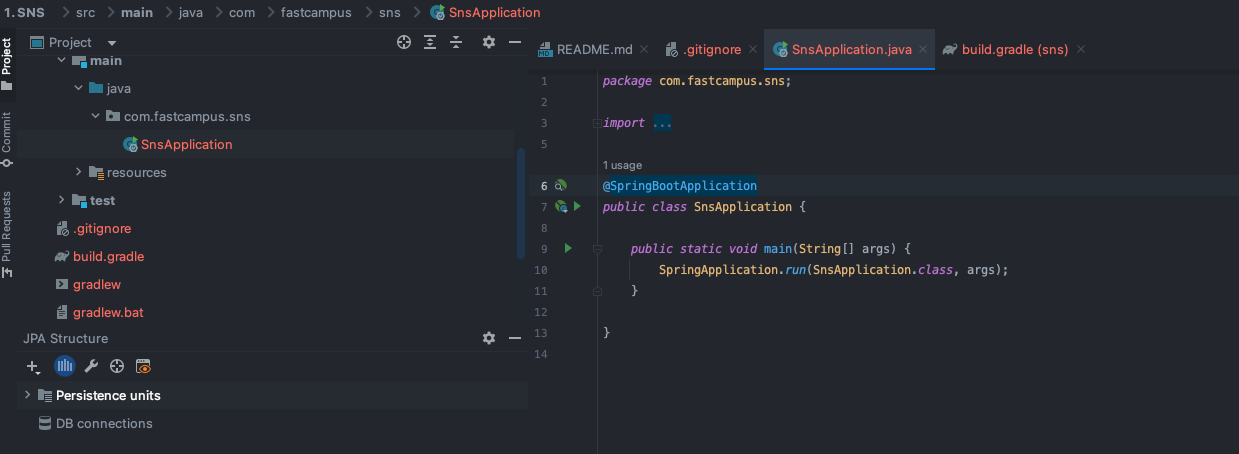 1.SNS > src > main > java > com > fastcampus > sns > SnsApplication
Project
Project
Commit
Pull Requests
main
java
com.fastcampus.sns
SnsApplication
resources
test
.gitignore
build.gradle
gradlew
gradlew.bat
JPA Structure
Persistence units
DB connections
README.md
.gitignore
SnsApplication.java
build.gradle (sns)
1 package com.fastcampus.sns;
2
3 import ...
5
1 usage
6 @SpringBootApplication
7 public class SnsApplication {
8
9 public static void main(String[] args) {
10 SpringApplication.run(SnsApplication.class, args);
11 }
12
13 }
14